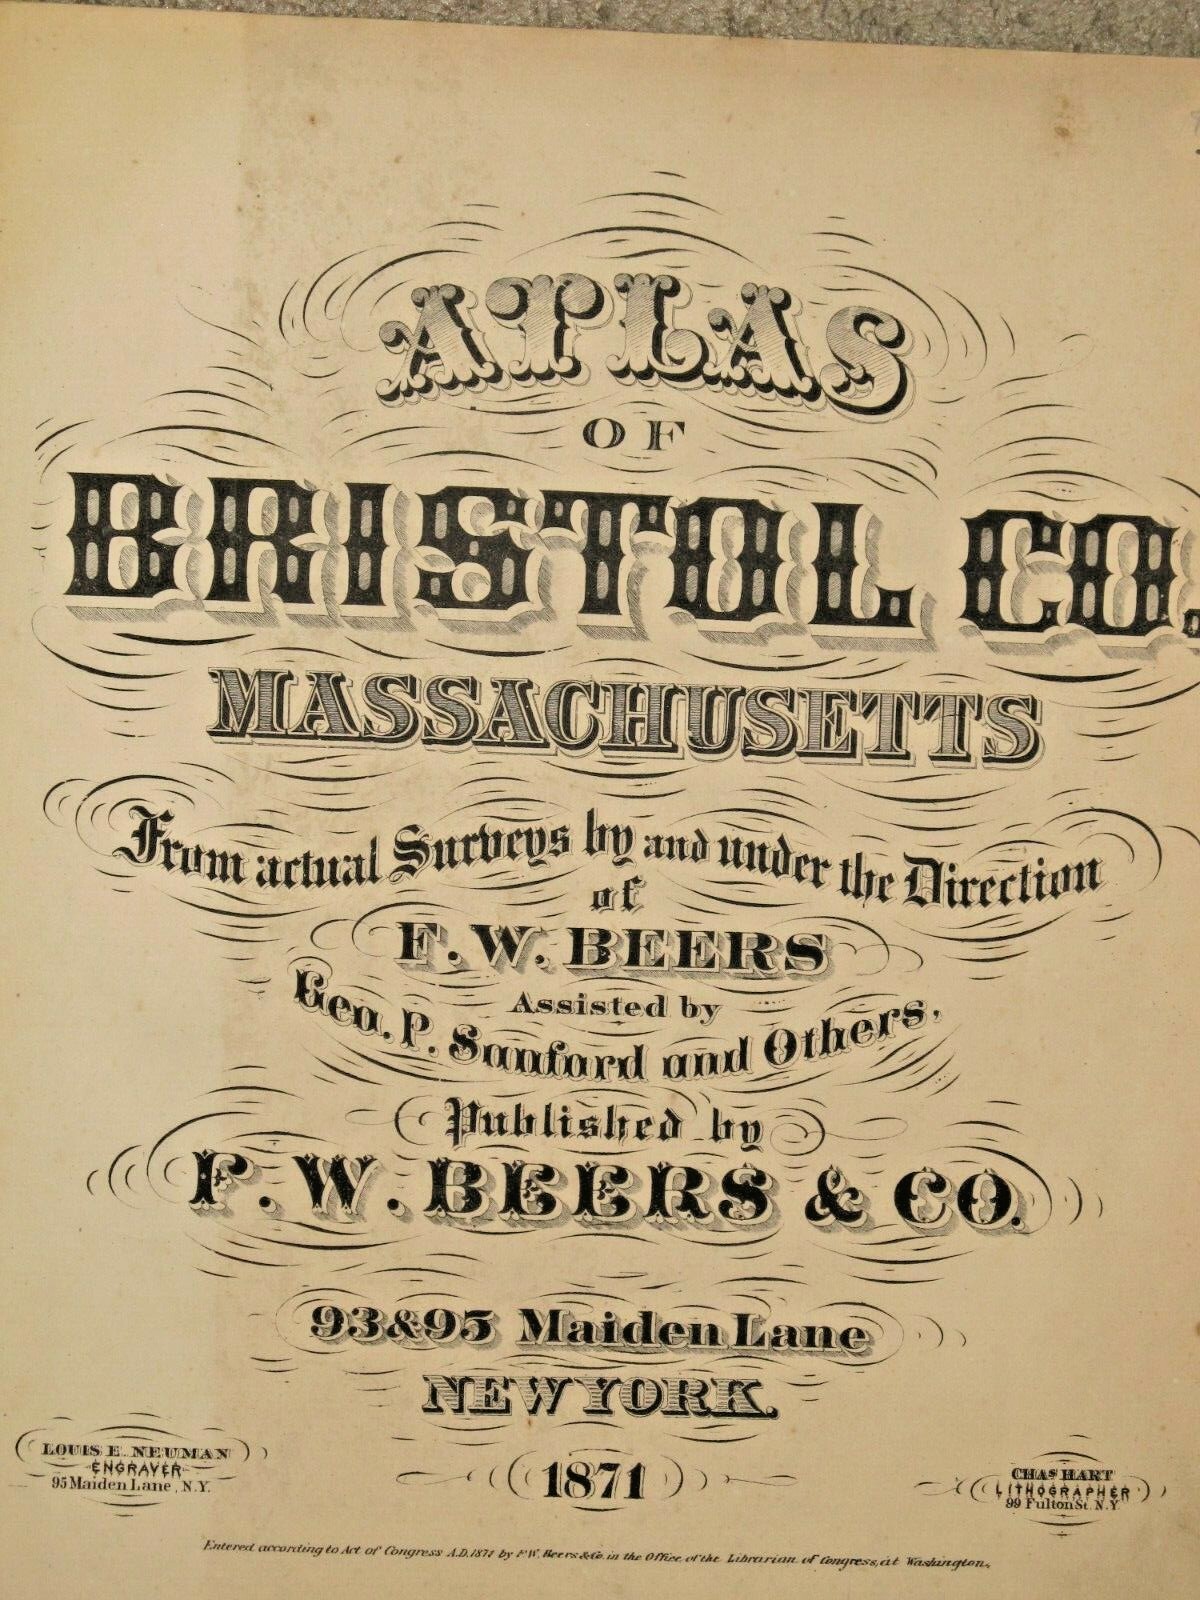 ATLAS
OF
BRISTOL CO.
MASSACHUSETTS
From actual Surveys by and under the Direction
of
F. W. BEERS
Assisted by
Geo. P. Sanford and Others,
Published by
F. W. BEERS & CO.
93 & 95 Maiden Lane
NEW YORK.
1871
LOUIS E. NEUMAN
ENGRAVER
95 Maiden Lane, N.Y.
CHAS HART
LITHOGRAPHER
99 Fulton St. N.Y
Entered according to Act of Congress A.D. 1871 by F.W. Beers & Co. in the Office of the Librarian of Congress, at Washington.